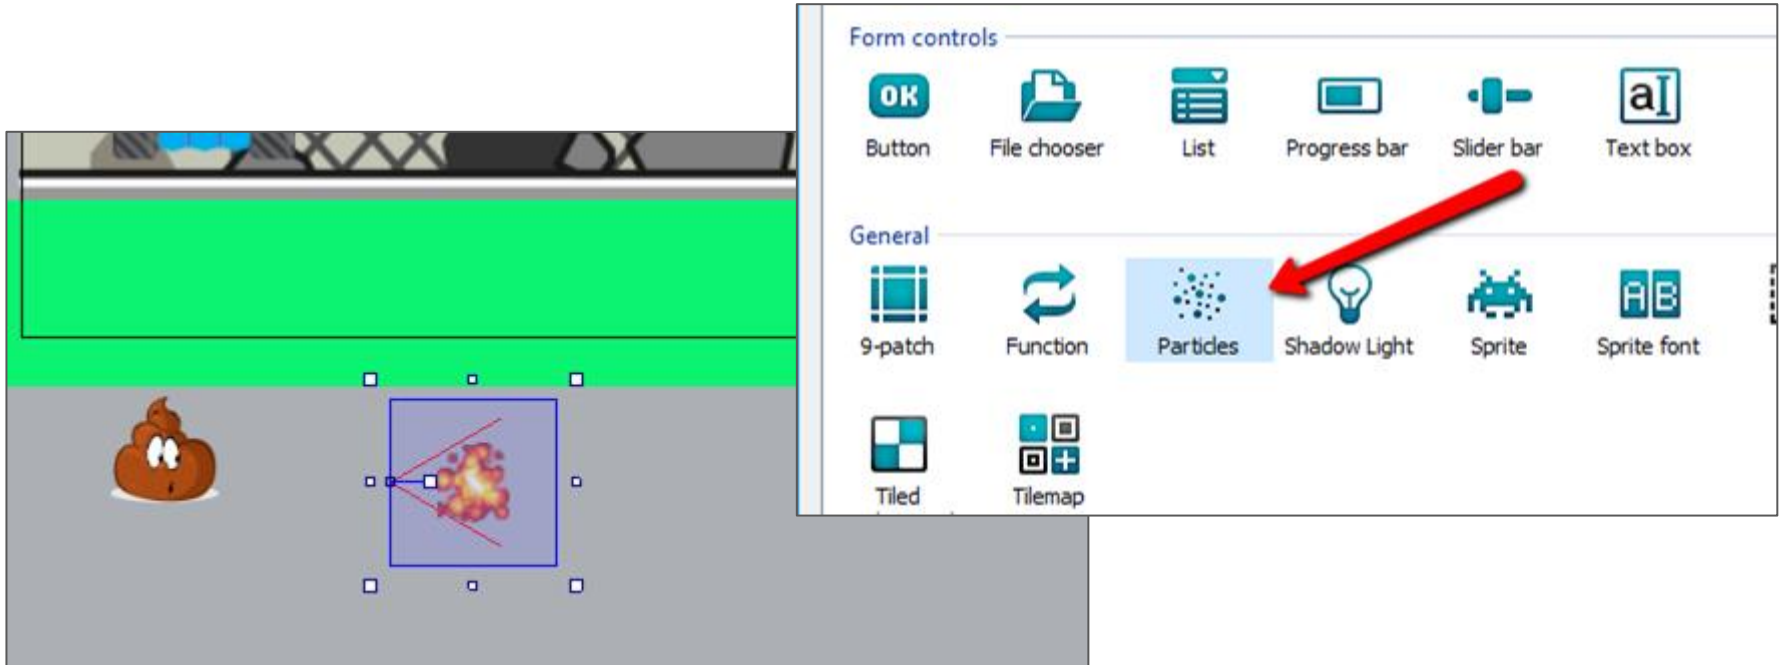 Form controls
OK
aI
Button File chooser List Progress bar Slider bar Text box
General
AB
9-patch Function Particles Shadow Light Sprite Sprite font
Tiled Tilemap